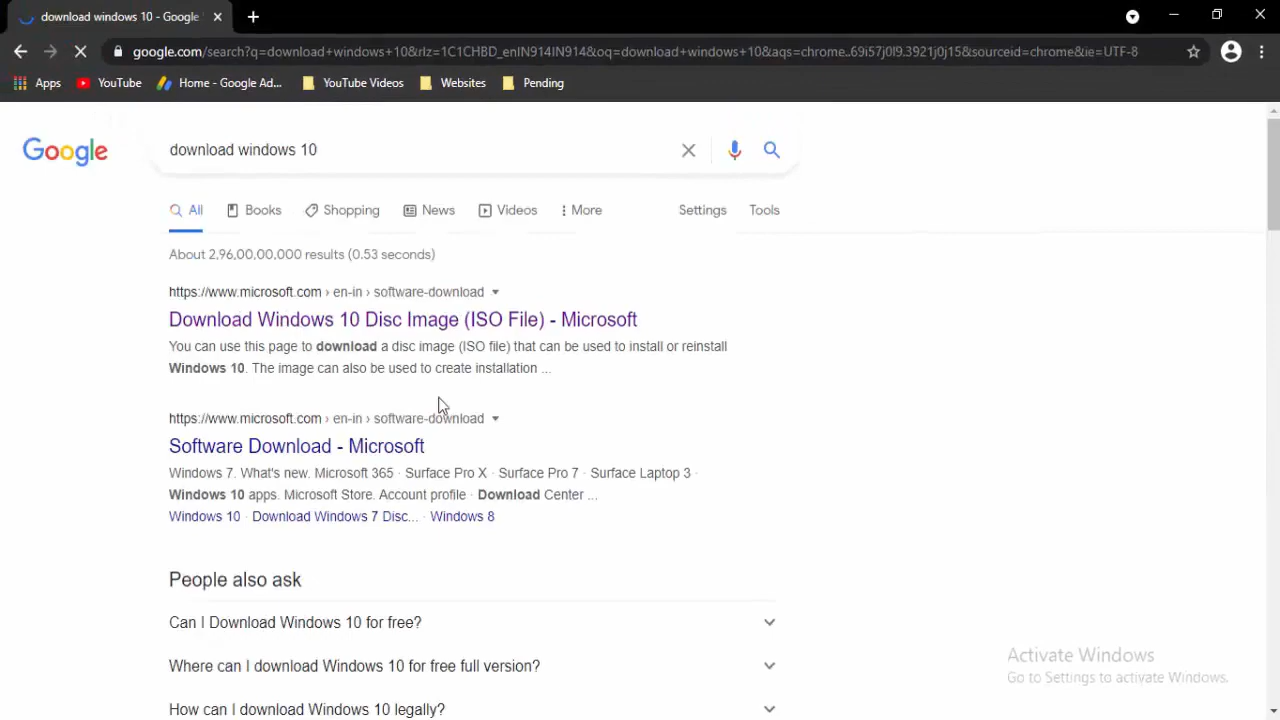 download windows 10 - Google
google.com/search?q=download+windows+10&rlz=1C1CHBD_enIN914IN914&oq=download+windows+10&aqs=chrome..69i57j0l9.3921j0j15&sourceid=chrome&ie=UTF-8
Apps YouTube Home - Google Ad... YouTube Videos Websites Pending
Google
download windows 10
All Books Shopping News Videos More Settings Tools
About 2,96,00,00,000 results (0.53 seconds)
https://www.microsoft.com › en-in › software-download
Download Windows 10 Disc Image (ISO File) - Microsoft
You can use this page to download a disc image (ISO file) that can be used to install or reinstall
Windows 10. The image can also be used to create installation ...
https://www.microsoft.com › en-in › software-download
Software Download - Microsoft
Windows 7. What's new. Microsoft 365 · Surface Pro X · Surface Pro 7 · Surface Laptop 3 ·
Windows 10 apps. Microsoft Store. Account profile · Download Center ...
Windows 10 · Download Windows 7 Disc... · Windows 8
People also ask
Can I Download Windows 10 for free?
Where can I download Windows 10 for free full version?
How can I download Windows 10 legally?
Activate Windows
Go to Settings to activate Windows.